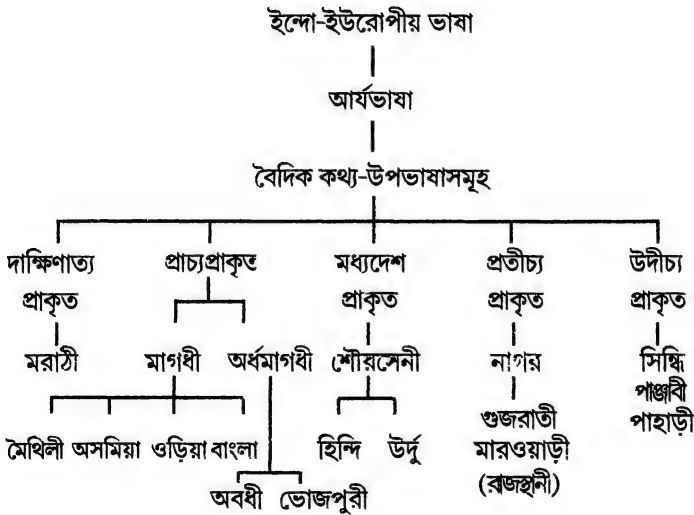 ইন্দো-ইউরোপীয় ভাষা
আর্যভাষা
বৈদিক কথ্য-উপভাষাসমূহ
দাক্ষিণাত্য প্রাচ্যপ্রাকৃত মধ্যদেশ প্রতীচ্য উদীচ্য
প্রাকৃত প্রাকৃত প্রাকৃত প্রাকৃত
মরাঠী মাগধী অর্ধমাগধী শৌরসেনী নাগর সিন্ধি
পাঞ্জাবী
গুজরাতী পাহাড়ী
মৈথিলী অসমিয়া ওড়িয়া বাংলা হিন্দি উর্দু মারওয়াড়ী
(রাজস্থানী)
অবধী ভোজপুরী